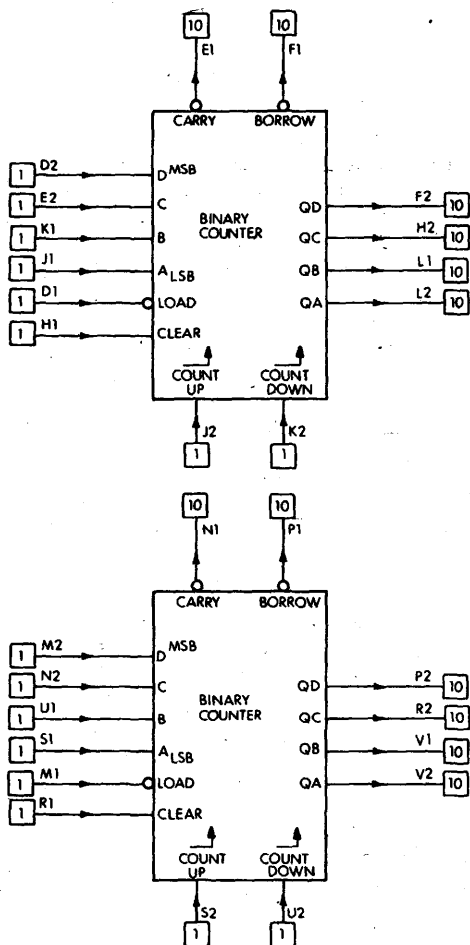 10 10
E1 F1
CARRY BORROW
1 D2 D MSB
1 E2 C QD F2 10
BINARY
1 K1 B COUNTER QC H2 10
1 J1 A LSB QB L1 10
1 D1 LOAD QA L2 10
1 H1 CLEAR
COUNT COUNT
UP DOWN
J2 K2
1 1
10 10
N1 P1
CARRY BORROW
1 M2 D MSB
1 N2 C QD P2 10
BINARY
1 U1 B COUNTER QC R2 10
1 S1 A LSB QB V1 10
1 M1 LOAD QA V2 10
1 R1 CLEAR
COUNT COUNT
UP DOWN
S2 U2
1 1